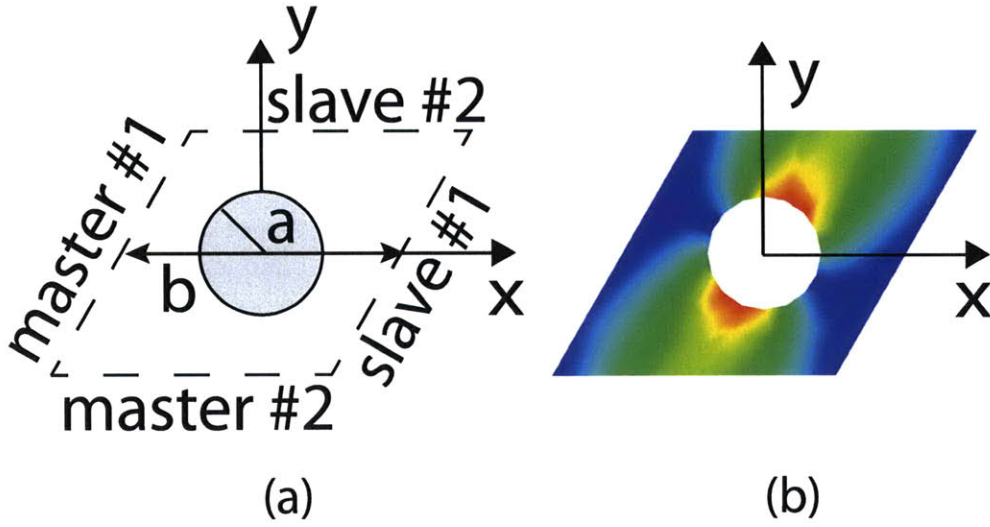 y
slave #2
master #1
a
b
slave #1
x
master #2
(a)
y
x
(b)